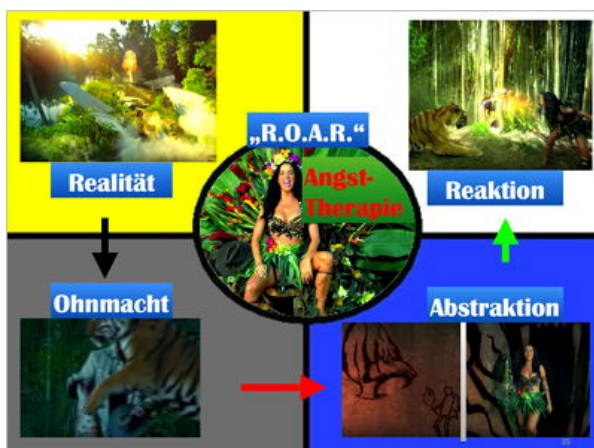 „R.O.A.R.“
Angst-
Therapie
Realität
Reaktion
Ohnmacht
Abstraktion